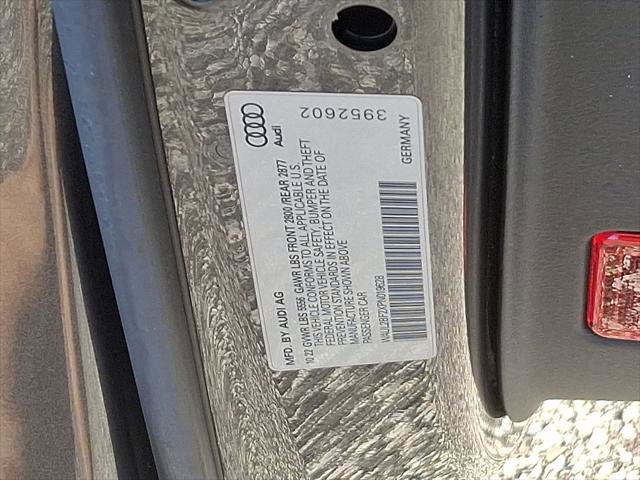 MFD. BY AUDI AG
10.22 GVWR LBS 5556 GAWR LBS FRONT 2800 /REAR 2877
THIS VEHICLE CONFORMS TO ALL APPLICABLE U.S.
FEDERAL MOTOR VEHICLE SAFETY, BUMPER AND THEFT
PREVENTION STANDARDS IN EFFECT ON THE DATE OF
MANUFACTURE SHOWN ABOVE
PASSENGER CAR
Audi
3952602
GERMANY